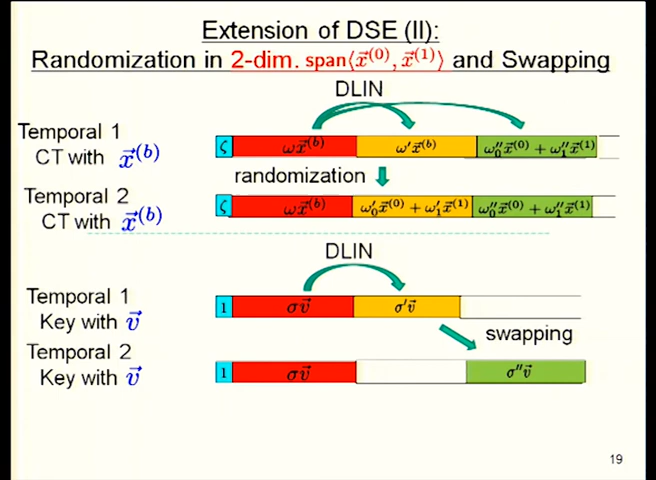 Extension of DSE (II):
Randomization in 2-dim. span⟨x⃗⁽⁰⁾, x⃗⁽¹⁾⟩ and Swapping
DLIN
Temporal 1
CT with x⃗⁽ᵇ⁾
ζ ωx⃗⁽ᵇ⁾ ω′x⃗⁽ᵇ⁾ ω₀″x⃗⁽⁰⁾ + ω₁″x⃗⁽¹⁾
randomization
Temporal 2
CT with x⃗⁽ᵇ⁾
ζ ωx⃗⁽ᵇ⁾ ω₀′x⃗⁽⁰⁾ + ω₁′x⃗⁽¹⁾ ω₀″x⃗⁽⁰⁾ + ω₁″x⃗⁽¹⁾
DLIN
Temporal 1
Key with v⃗
1 σv⃗ σ′v⃗
swapping
Temporal 2
Key with v⃗
1 σv⃗ σ″v⃗
19